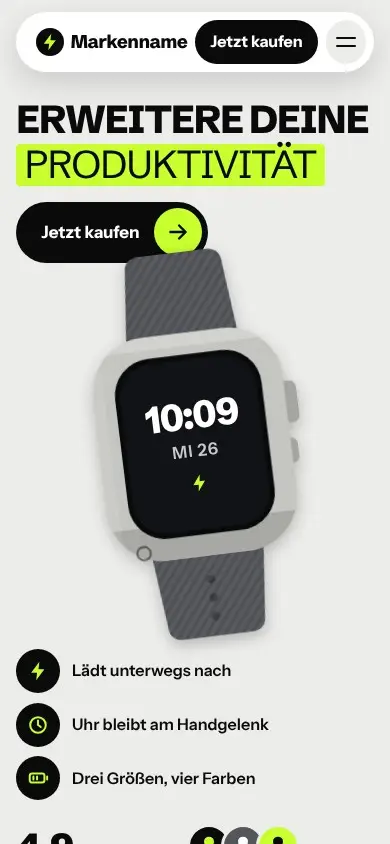 Markenname
Jetzt kaufen
ERWEITERE DEINE
PRODUKTIVITÄT
Jetzt kaufen
10:09
MI 26
Lädt unterwegs nach
Uhr bleibt am Handgelenk
Drei Größen, vier Farben